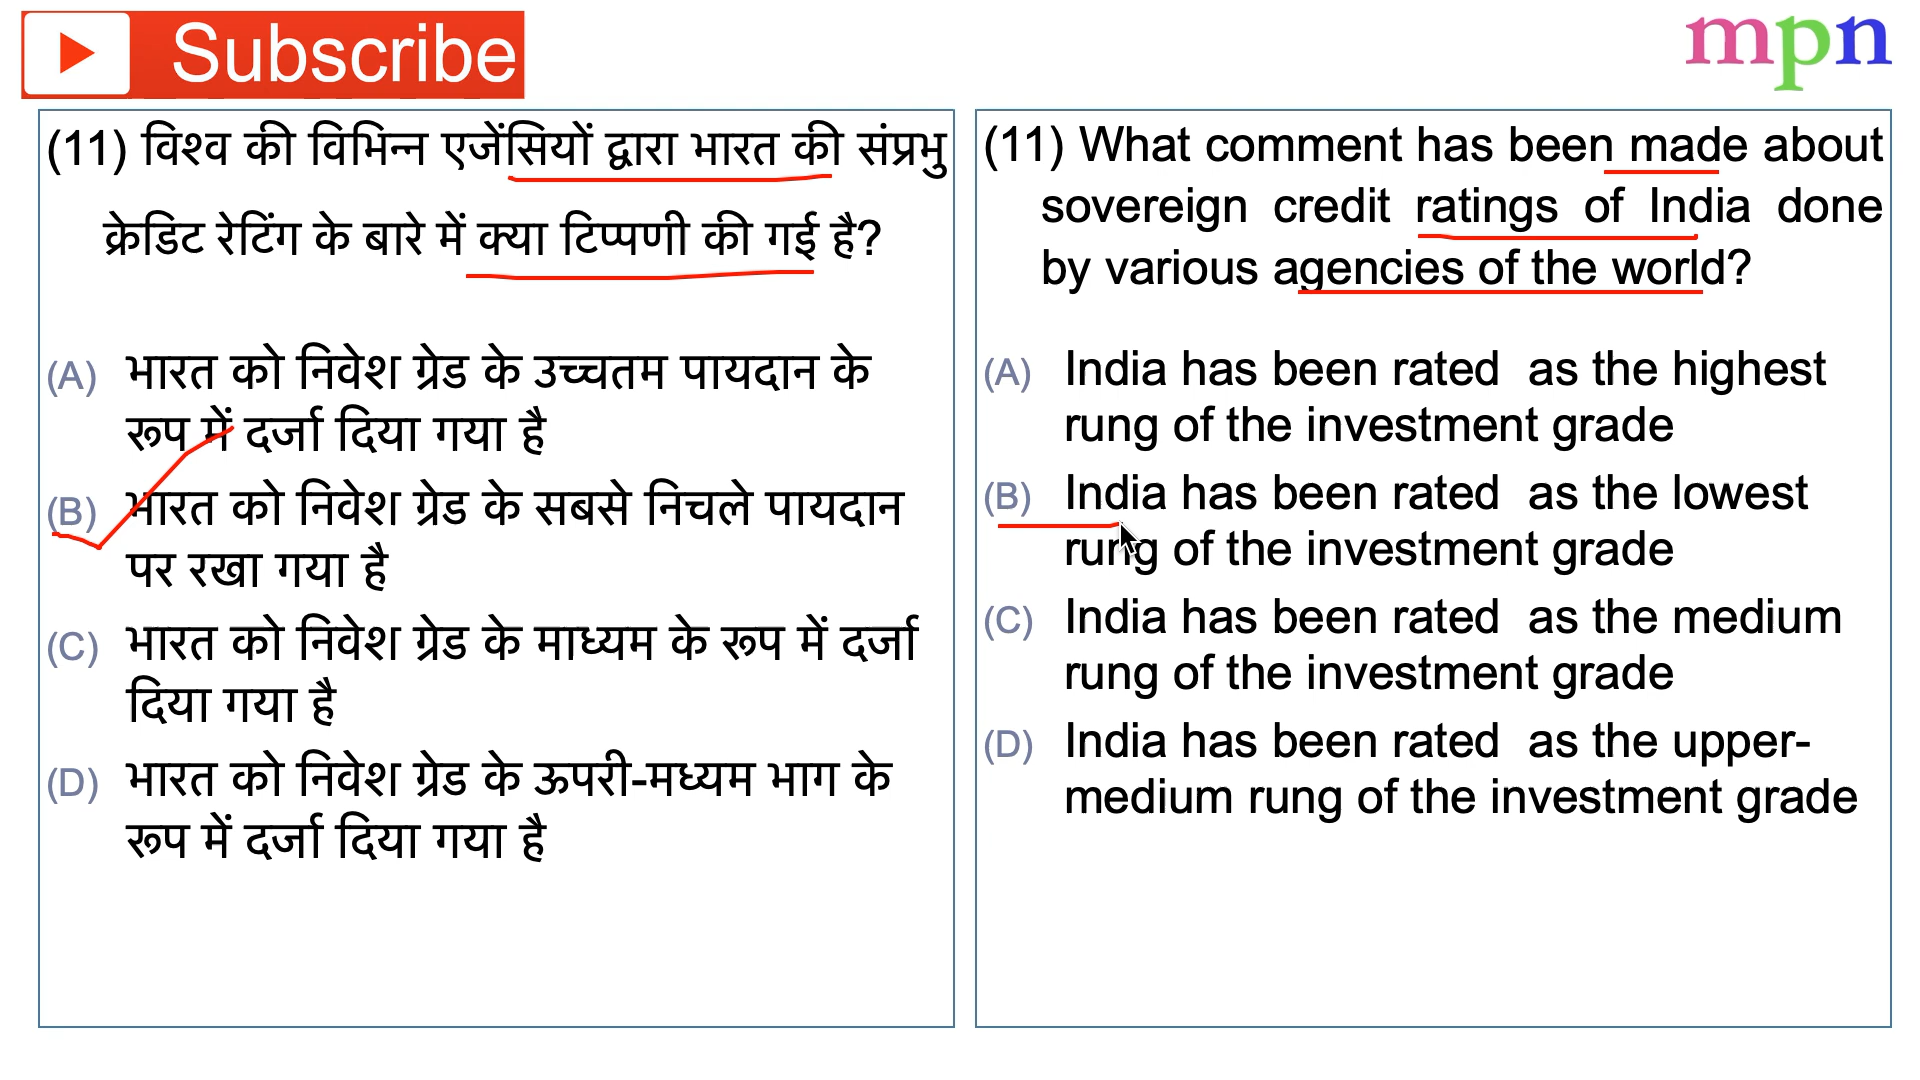 Subscribe
mpn
(11) विश्व की विभिन्न एजेंसियों द्वारा भारत की संप्रभु
क्रेडिट रेटिंग के बारे में क्या टिप्पणी की गई है?
(A) भारत को निवेश ग्रेड के उच्चतम पायदान के
रूप में दर्जा दिया गया है
(B) भारत को निवेश ग्रेड के सबसे निचले पायदान
पर रखा गया है
(C) भारत को निवेश ग्रेड के माध्यम के रूप में दर्जा
दिया गया है
(D) भारत को निवेश ग्रेड के ऊपरी-मध्यम भाग के
रूप में दर्जा दिया गया है
(11) What comment has been made about
sovereign credit ratings of India done
by various agencies of the world?
(A) India has been rated as the highest
rung of the investment grade
(B) India has been rated as the lowest
rung of the investment grade
(C) India has been rated as the medium
rung of the investment grade
(D) India has been rated as the upper-
medium rung of the investment grade